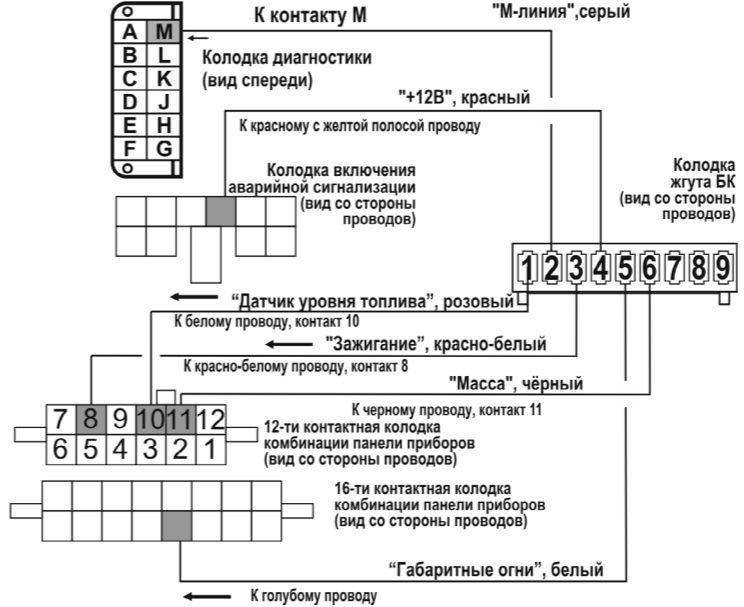 К контакту М
"М-линия",серый
A M
B L
C K
D J
E H
F G
Колодка диагностики
(вид спереди)
"+12В", красный
К красному с желтой полосой проводу
Колодка включения
аварийной сигнализации
(вид со стороны
проводов)
Колодка
жгута БК
(вид со стороны
проводов)
1 2 3 4 5 6 7 8 9
“Датчик уровня топлива”, розовый
К белому проводу, контакт 10
"Зажигание”, красно-белый
К красно-белому проводу, контакт 8
"Масса", чёрный
К черному проводу, контакт 11
7 8 9 10 11 12
6 5 4 3 2 1
12-ти контактная колодка
комбинации панели приборов
(вид со стороны проводов)
16-ти контактная колодка
комбинации панели приборов
(вид со стороны проводов)
“Габаритные огни”, белый
К голубому проводу